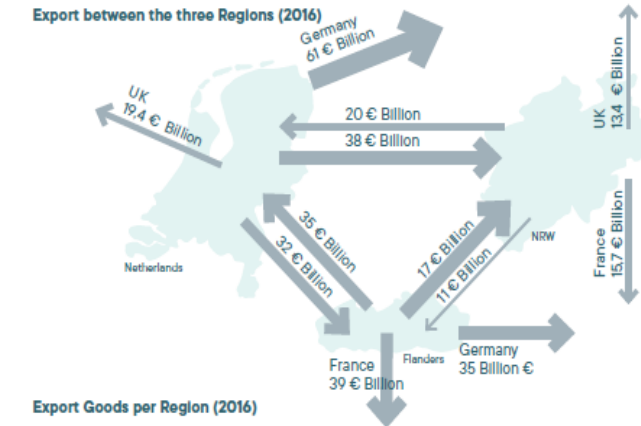 Export between the three Regions (2016)
Germany
61 € Billion
UK
19,4 € Billion
20 € Billion
38 € Billion
UK
13,4 € Billion
35 € Billion
32 € Billion
17 € Billion
11 € Billion
NRW
France
15,7 € Billion
Netherlands
Flanders
France
39 € Billion
Germany
35 Billion €
Export Goods per Region (2016)